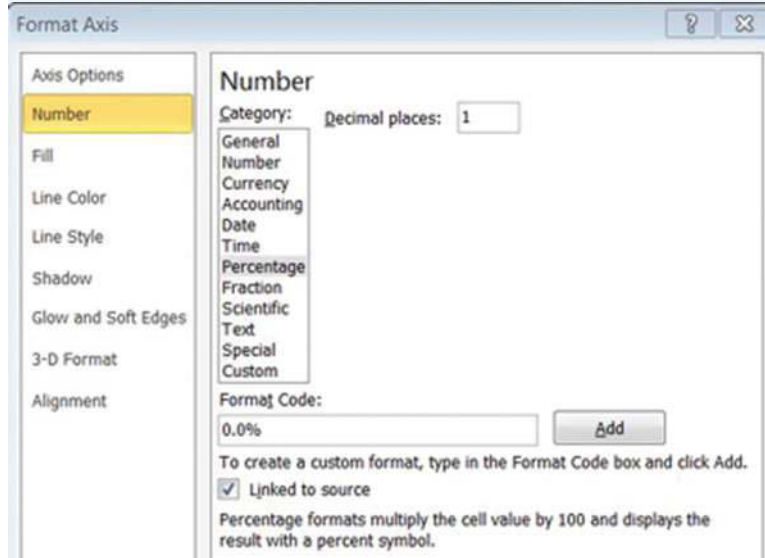 Format Axis
Axis Options
Number
Fill
Line Color
Line Style
Shadow
Glow and Soft Edges
3-D Format
Alignment
Number
Category:
Decimal places: 1
General
Number
Currency
Accounting
Date
Time
Percentage
Fraction
Scientific
Text
Special
Custom
Format Code:
0.0%
Add
To create a custom format, type in the Format Code box and click Add.
Linked to source
Percentage formats multiply the cell value by 100 and displays the
result with a percent symbol.